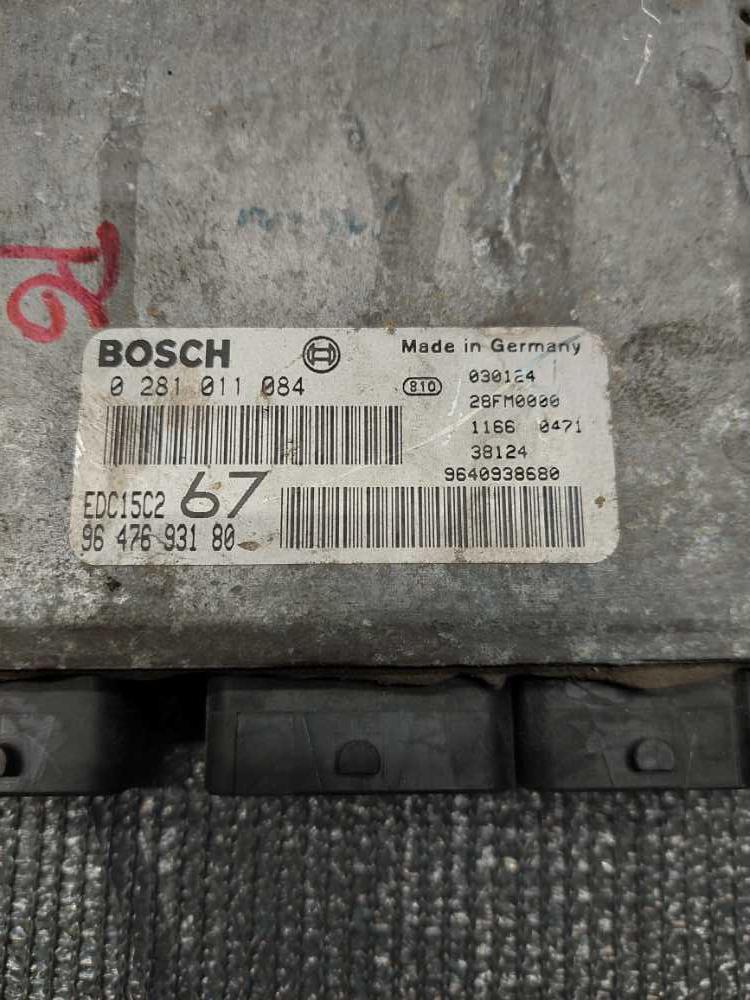 BOSCH
Made in Germany
0 281 011 084
810
030124
28FM0000
1166 0471
38124
9640938680
EDC15C2
67
96 476 931 80